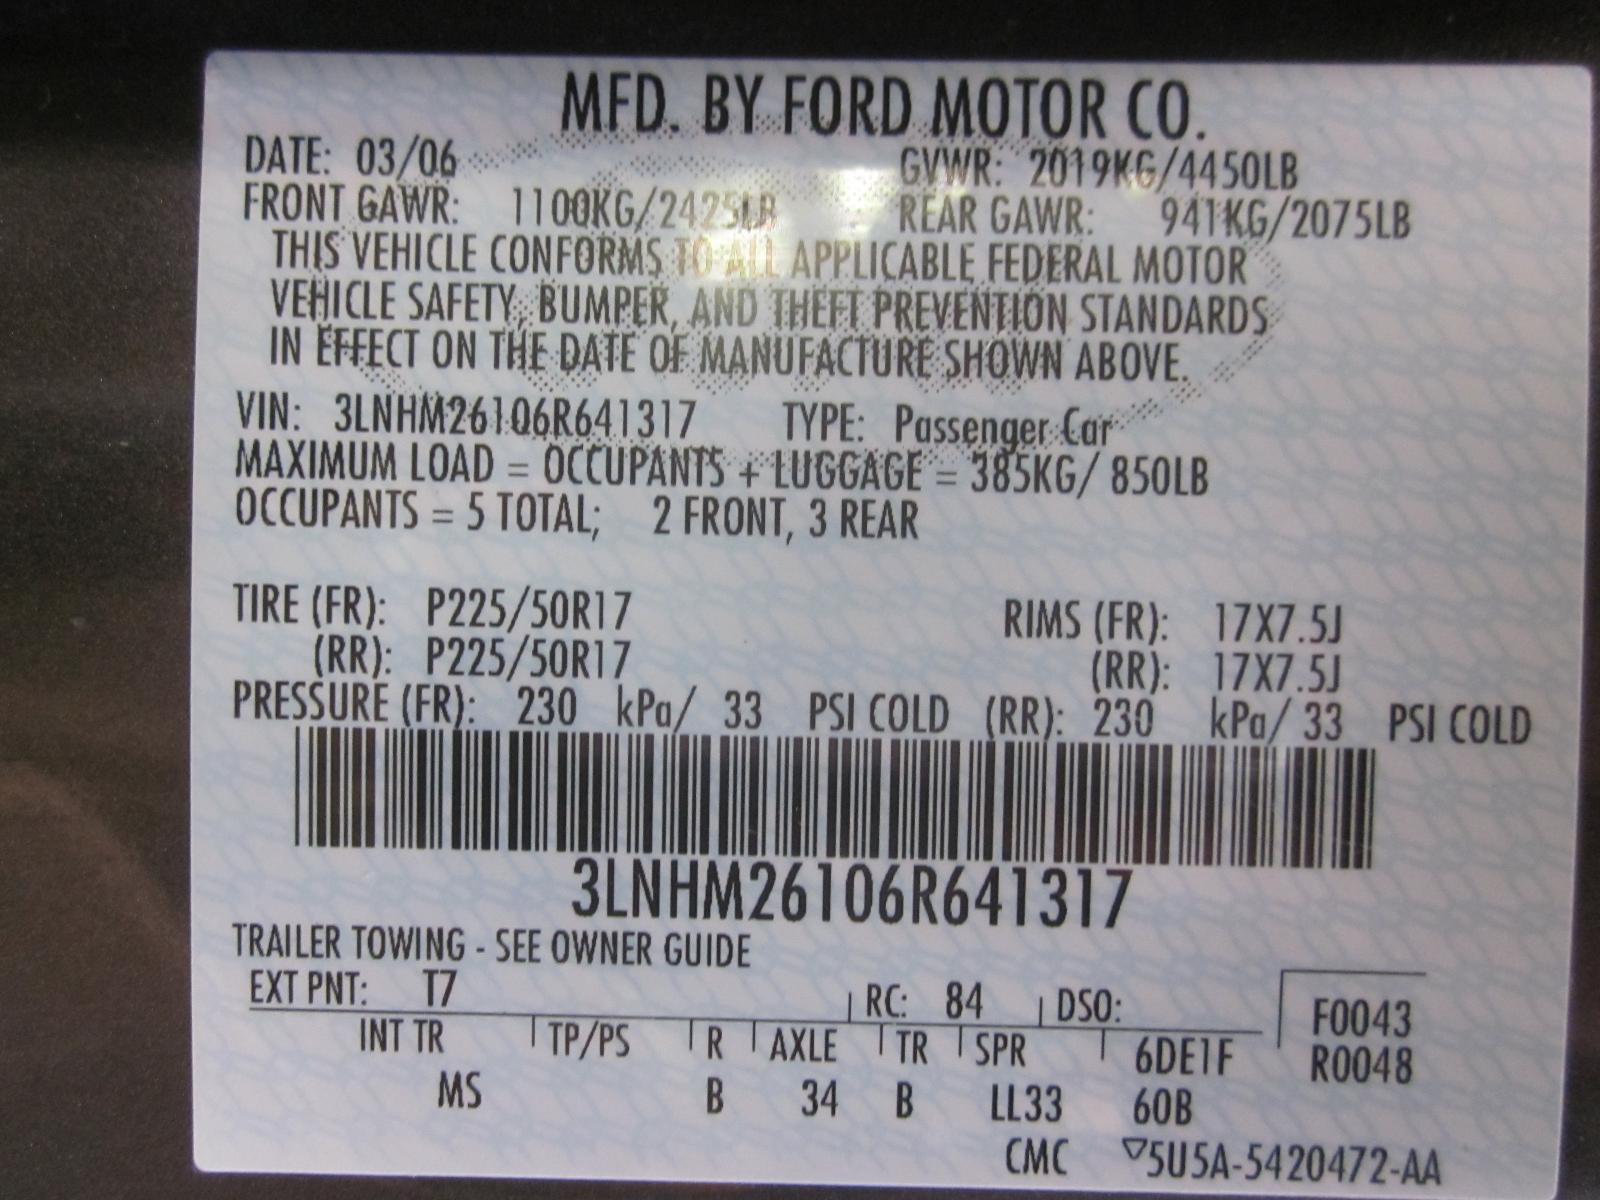 MFD. BY FORD MOTOR CO.
DATE: 03/06 GVWR: 2019KG/4450LB
FRONT GAWR: 1100KG/2425LB REAR GAWR: 941KG/2075LB
THIS VEHICLE CONFORMS TO ALL APPLICABLE FEDERAL MOTOR
VEHICLE SAFETY, BUMPER, AND THEFT PREVENTION STANDARDS
IN EFFECT ON THE DATE OF MANUFACTURE SHOWN ABOVE.
VIN: 3LNHM26106R641317 TYPE: Passenger Car
MAXIMUM LOAD = OCCUPANTS + LUGGAGE = 385KG/ 850LB
OCCUPANTS = 5 TOTAL; 2 FRONT, 3 REAR
TIRE (FR): P225/50R17 RIMS (FR): 17X7.5J
(RR): P225/50R17 (RR): 17X7.5J
PRESSURE (FR): 230 kPa/ 33 PSI COLD (RR): 230 kPa/ 33 PSI COLD
3LNHM26106R641317
TRAILER TOWING - SEE OWNER GUIDE
EXT PNT: T7 RC: 84 DSO: F0043
INT TR TP/PS R AXLE TR SPR 6DE1F R0048
MS B 34 B LL33 60B
CMC ▽5U5A-5420472-AA